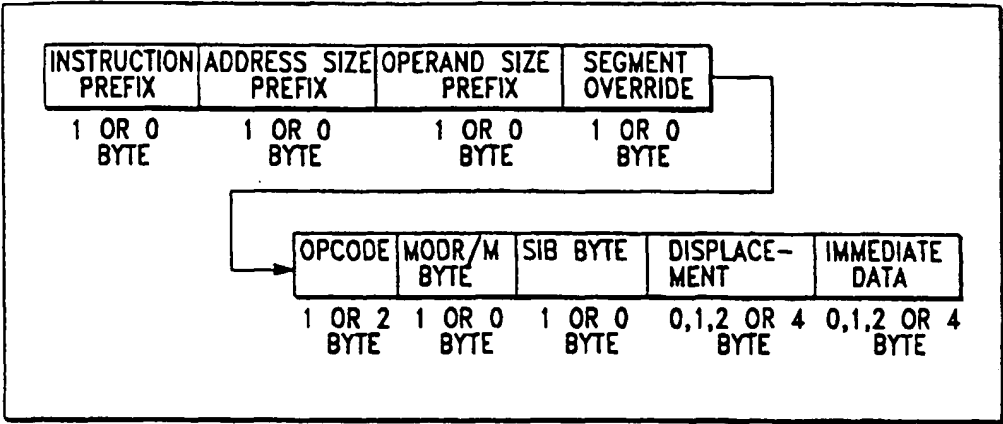 INSTRUCTION PREFIX
ADDRESS SIZE PREFIX
OPERAND SIZE PREFIX
SEGMENT OVERRIDE
1 OR 0 BYTE
1 OR 0 BYTE
1 OR 0 BYTE
1 OR 0 BYTE
OPCODE
MODR/M BYTE
SIB BYTE
DISPLACE-
MENT
IMMEDIATE DATA
1 OR 2 BYTE
1 OR 0 BYTE
1 OR 0 BYTE
0,1,2 OR 4 BYTE
0,1,2 OR 4 BYTE